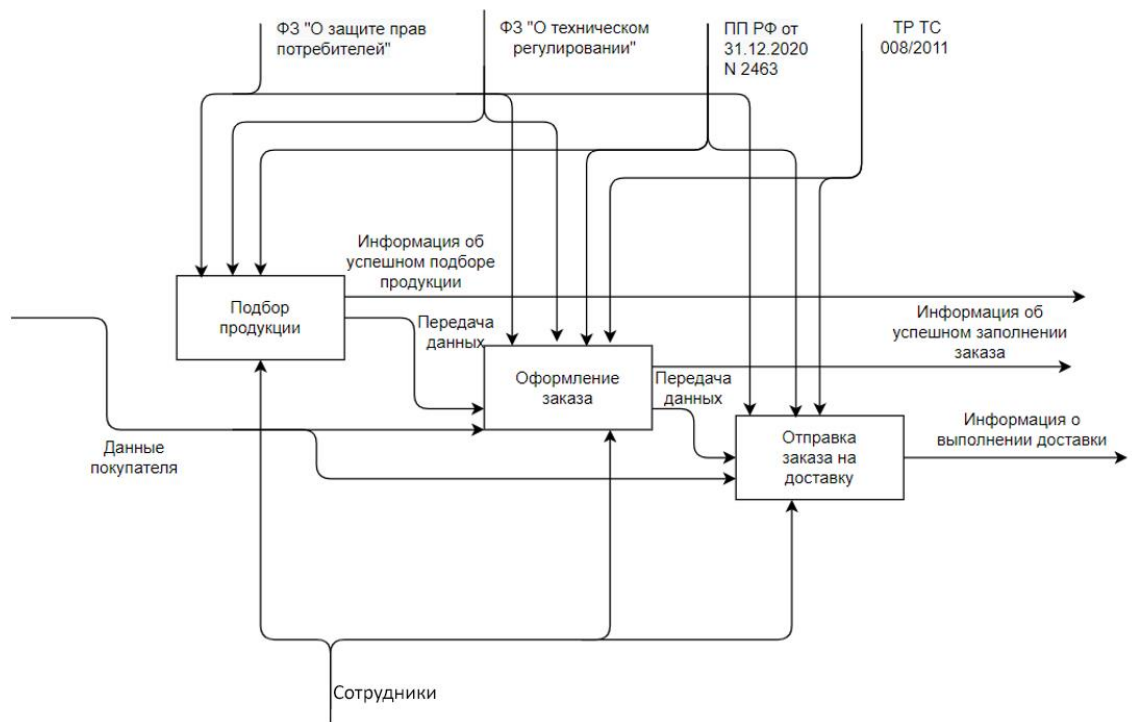 ФЗ "О защите прав
потребителей"
ФЗ "О техническом
регулировании"
ПП РФ от
31.12.2020
N 2463
ТР ТС
008/2011
Информация об
успешном подборе
продукции
Подбор
продукции
Передача
данных
Информация об
успешном заполнении
заказа
Оформление
заказа
Передача
данных
Информация о
выполнении доставки
Отправка
заказа на
доставку
Данные
покупателя
Сотрудники